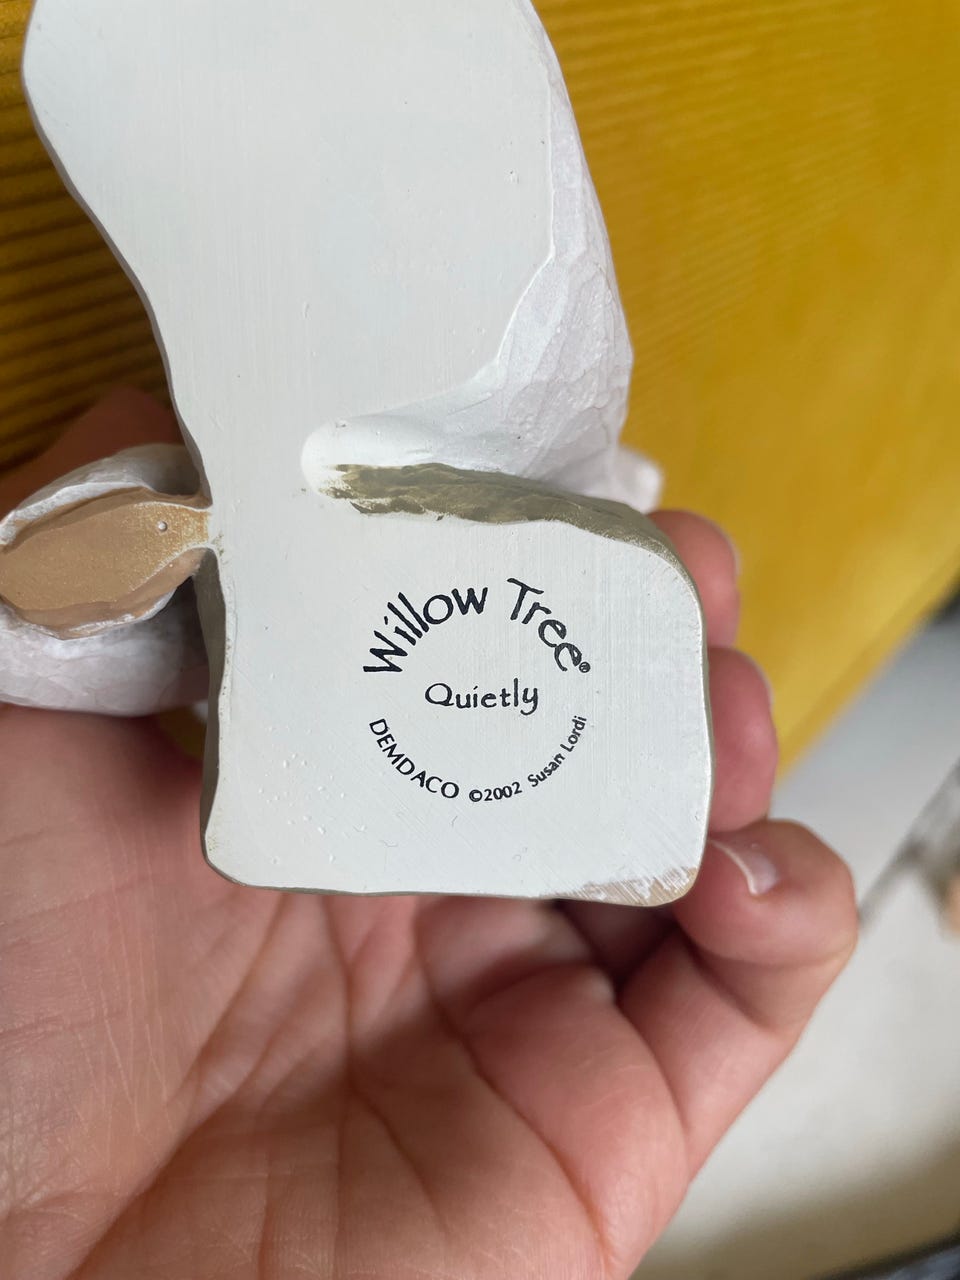 Willow Tree®
Quietly
DEMDACO ©2002 Susan Lordi